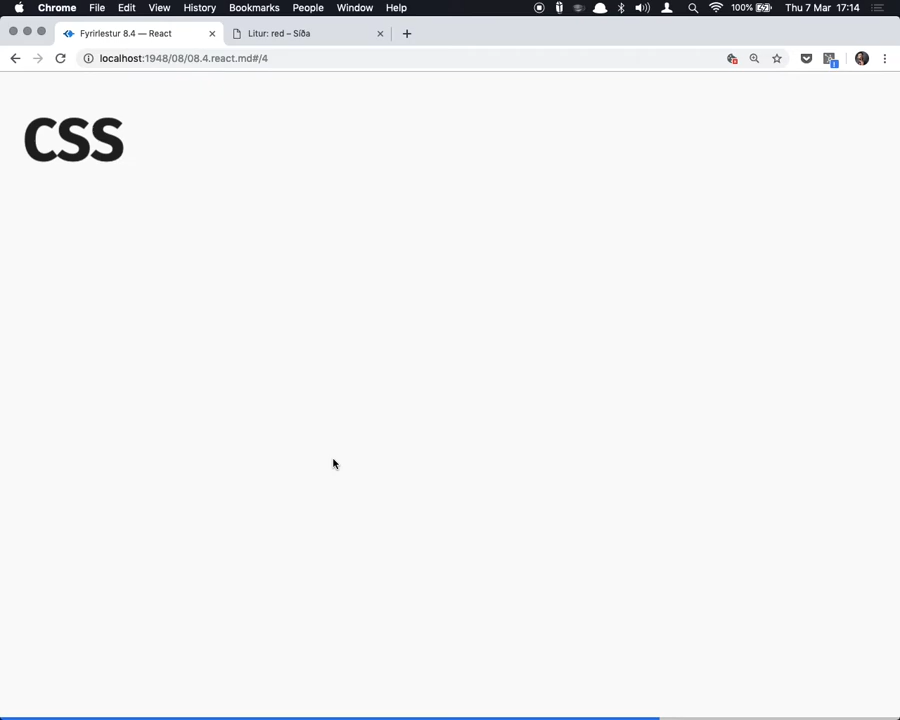 Chrome File Edit View History Bookmarks People Window Help 100% Thu 7 Mar 17:14
Fyrirlestur 8.4 — React Litur: red – Síða
localhost:1948/08/08.4.react.md#/4
CSS